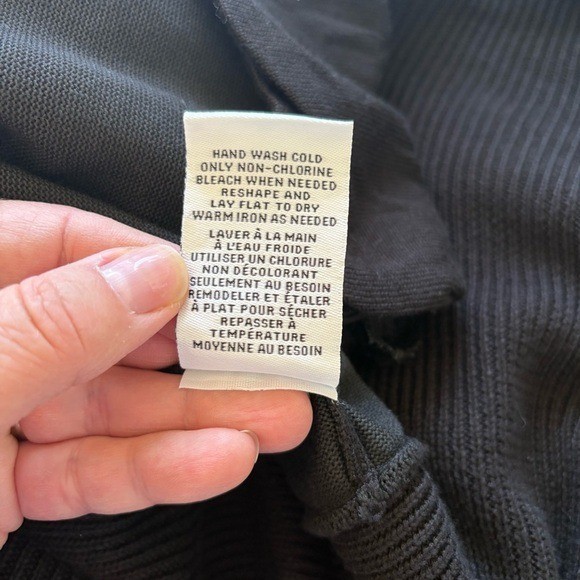 HAND WASH COLD
ONLY NON-CHLORINE
BLEACH WHEN NEEDED
RESHAPE AND
LAY FLAT TO DRY
WARM IRON AS NEEDED
LAVER À LA MAIN
À L'EAU FROIDE
UTILISER UN CHLORURE
NON DÉCOLORANT
SEULEMENT AU BESOIN
REMODELER ET ÉTALER
À PLAT POUR SÉCHER
REPASSER À
TEMPÉRATURE
MOYENNE AU BESOIN